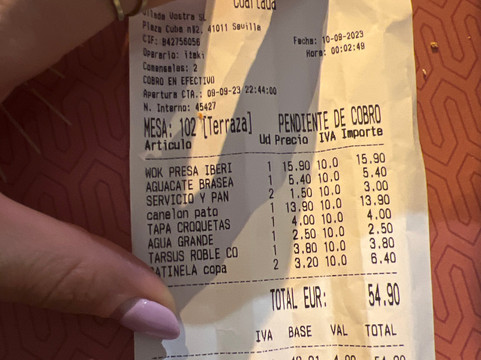 Cuartada
Vostra SL
Plaza Cuba nº2, 41011 Sevilla
CIF: B42756056
Fecha: 10-09-2023
Operario: itaki
Hora: 00:02:49
Comensales: 2
COBRO EN EFECTIVO
Apertura CTA.: 09-09-23 22:44:00
N. Interno: 45427
MESA: 102 [Terraza] PENDIENTE DE COBRO
Articulo Ud Precio IVA Importe
WOK PRESA IBERI 1 15.90 10.0 15.90
AGUACATE BRASEA 1 5.40 10.0 5.40
SERVICIO Y PAN 2 1.50 10.0 3.00
canelon pato 1 13.90 10.0 13.90
TAPA CROQUETAS 1 4.00 10.0 4.00
AGUA GRANDE 1 2.50 10.0 2.50
TARSUS ROBLE CO 1 3.80 10.0 3.80
PATINELA copa 2 3.20 10.0 6.40
TOTAL EUR: 54.90
IVA BASE VAL TOTAL